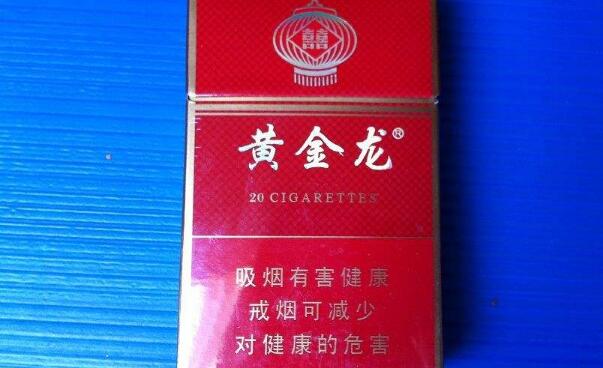 囍
黄金龙®
20 CIGARETTES
吸烟有害健康
戒烟可减少
对健康的危害